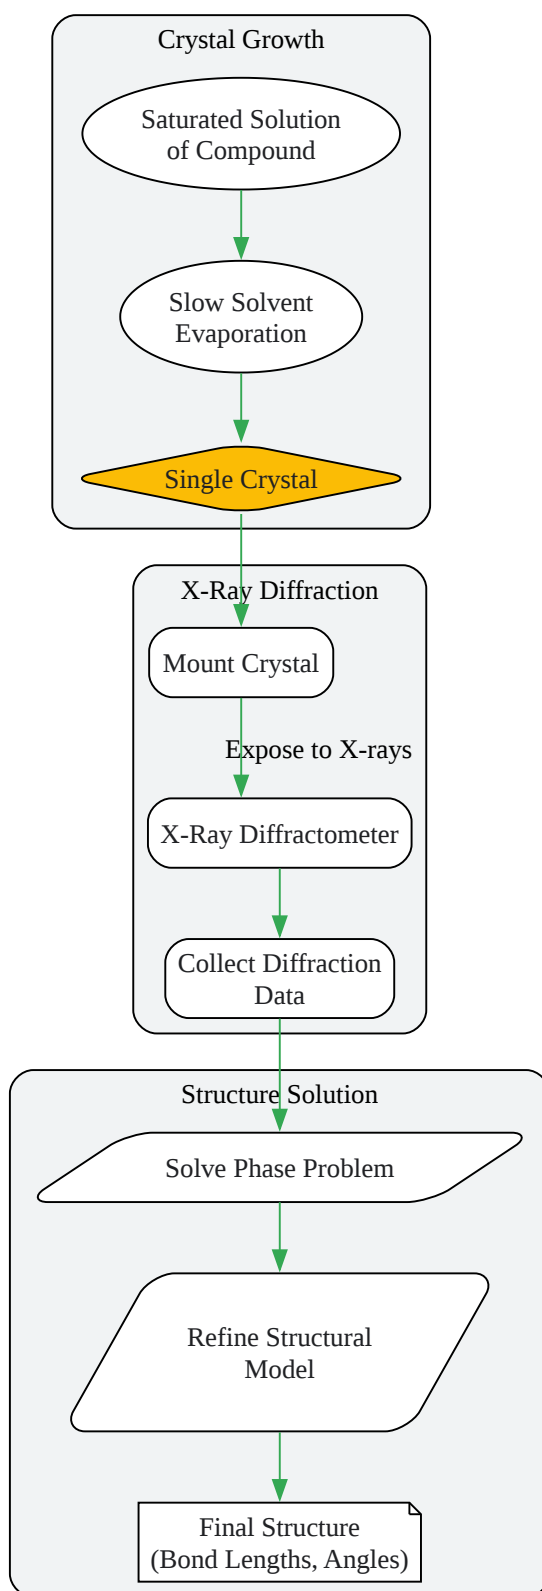 Crystal Growth
Saturated Solution
of Compound
Slow Solvent
Evaporation
Single Crystal
X-Ray Diffraction
Mount Crystal
Expose to X-rays
X-Ray Diffractometer
Collect Diffraction
Data
Structure Solution
Solve Phase Problem
Refine Structural
Model
Final Structure
(Bond Lengths, Angles)